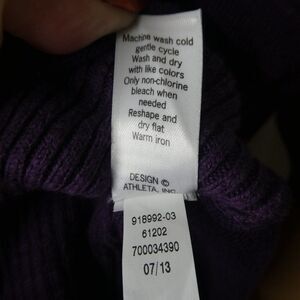 Machine wash cold
gentle cycle
Wash and dry
with like colors
Only non-chlorine
bleach when
needed
Reshape and
dry flat
Warm iron
DESIGN ©
ATHLETA, INC.
918992-03
61202
700034390
07/13